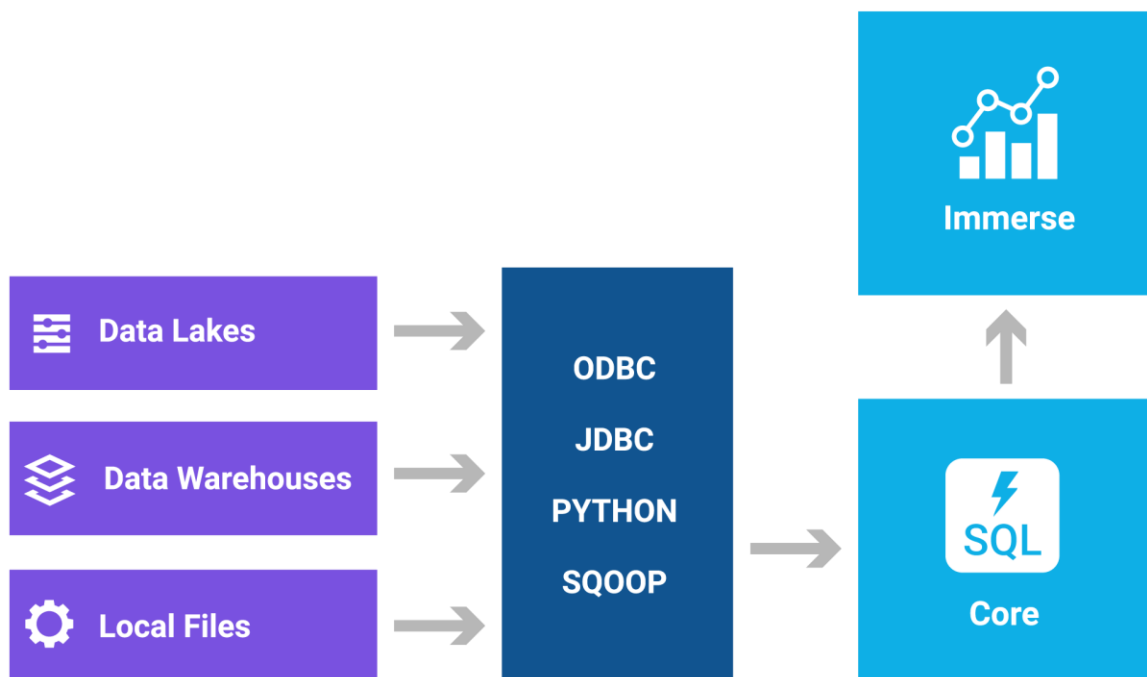 Immerse
Data Lakes
Data Warehouses
Local Files
ODBC
JDBC
PYTHON
SQOOP
SQL
Core